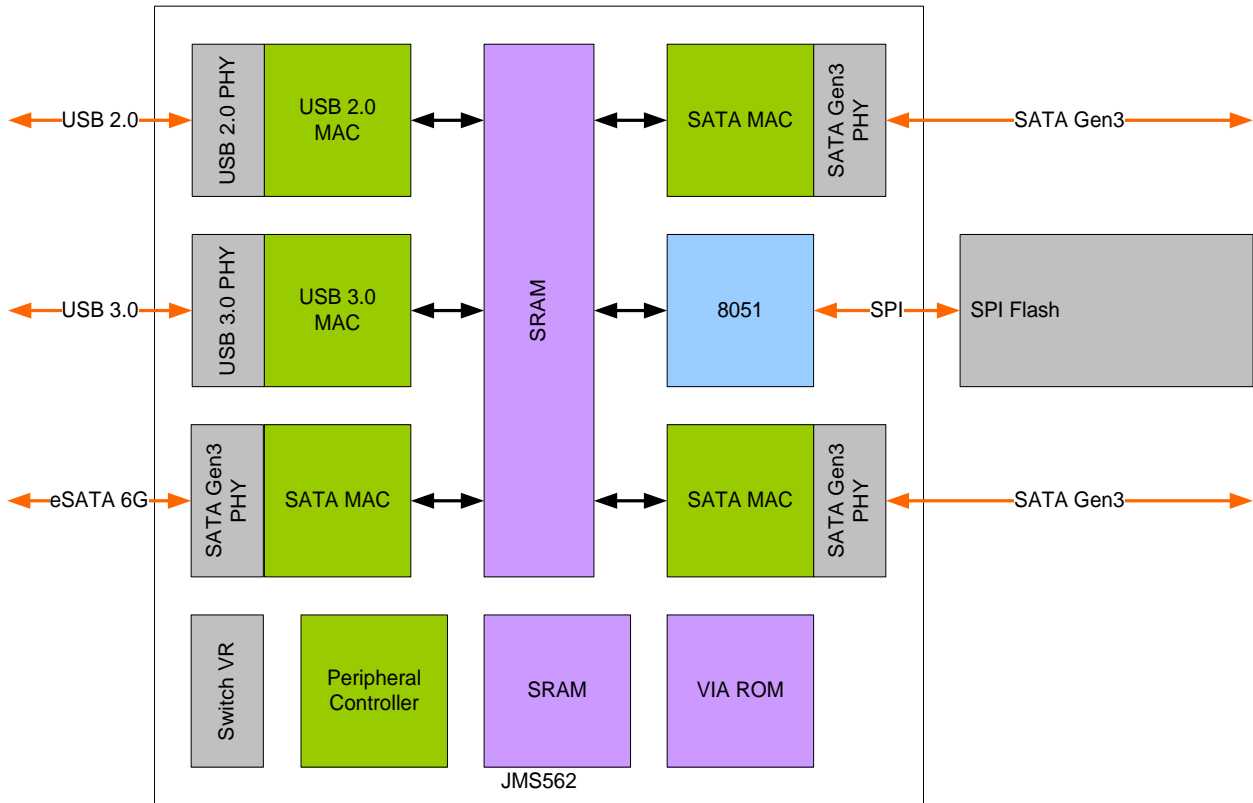 USB 2.0
USB 2.0 PHY
USB 2.0
MAC
SRAM
SATA MAC
SATA Gen3
PHY
SATA Gen3
USB 3.0
USB 3.0 PHY
USB 3.0
MAC
8051
SPI
SPI Flash
eSATA 6G
SATA Gen3
PHY
SATA MAC
SATA MAC
SATA Gen3
PHY
SATA Gen3
Switch VR
Peripheral
Controller
SRAM
VIA ROM
JMS562